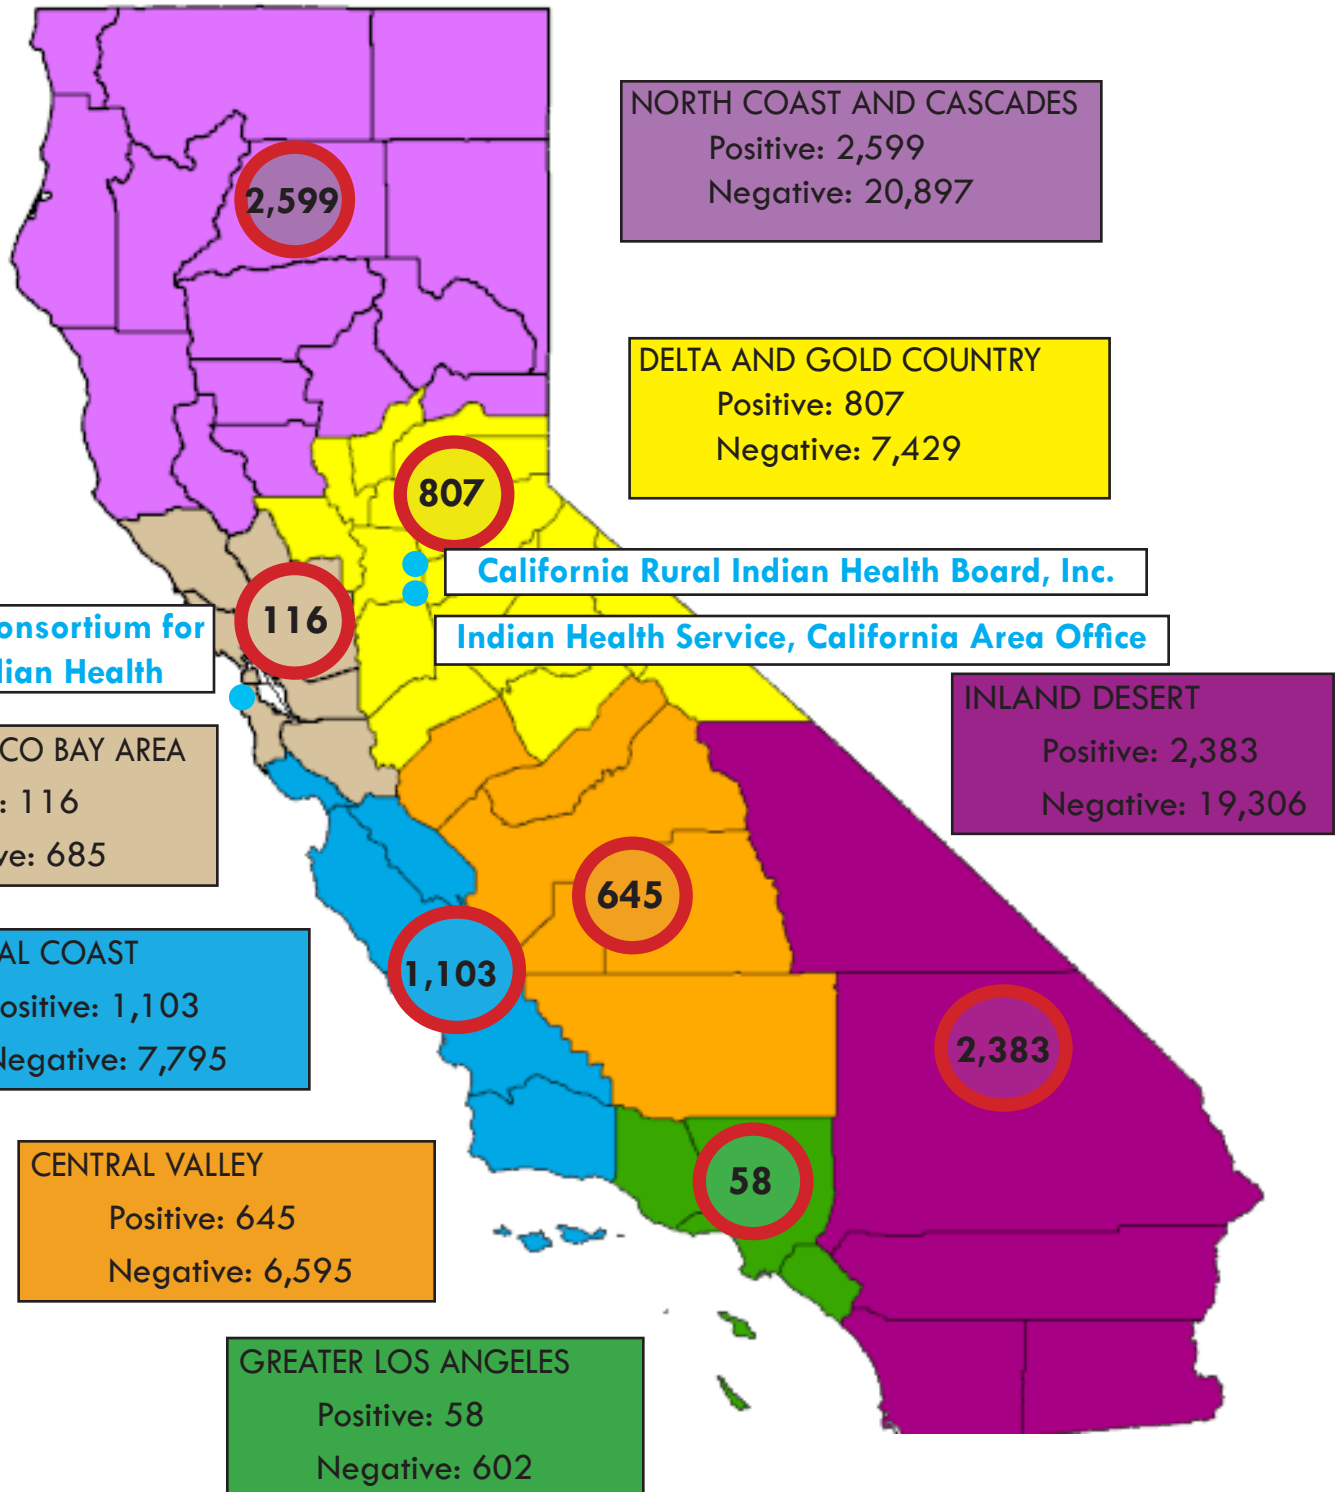 NORTH COAST AND CASCADES
Positive: 2,599
Negative: 20,897
2,599
DELTA AND GOLD COUNTRY
Positive: 807
Negative: 7,429
807
California Rural Indian Health Board, Inc.
116
onsortium for
Indian Health Service, California Area Office
dian Health
INLAND DESERT
Positive: 2,383
Negative: 19,306
CO BAY AREA
: 116
ve: 685
645
AL COAST
ositive: 1,103
Negative: 7,795
1,103
2,383
CENTRAL VALLEY
Positive: 645
Negative: 6,595
58
GREATER LOS ANGELES
Positive: 58
Negative: 602